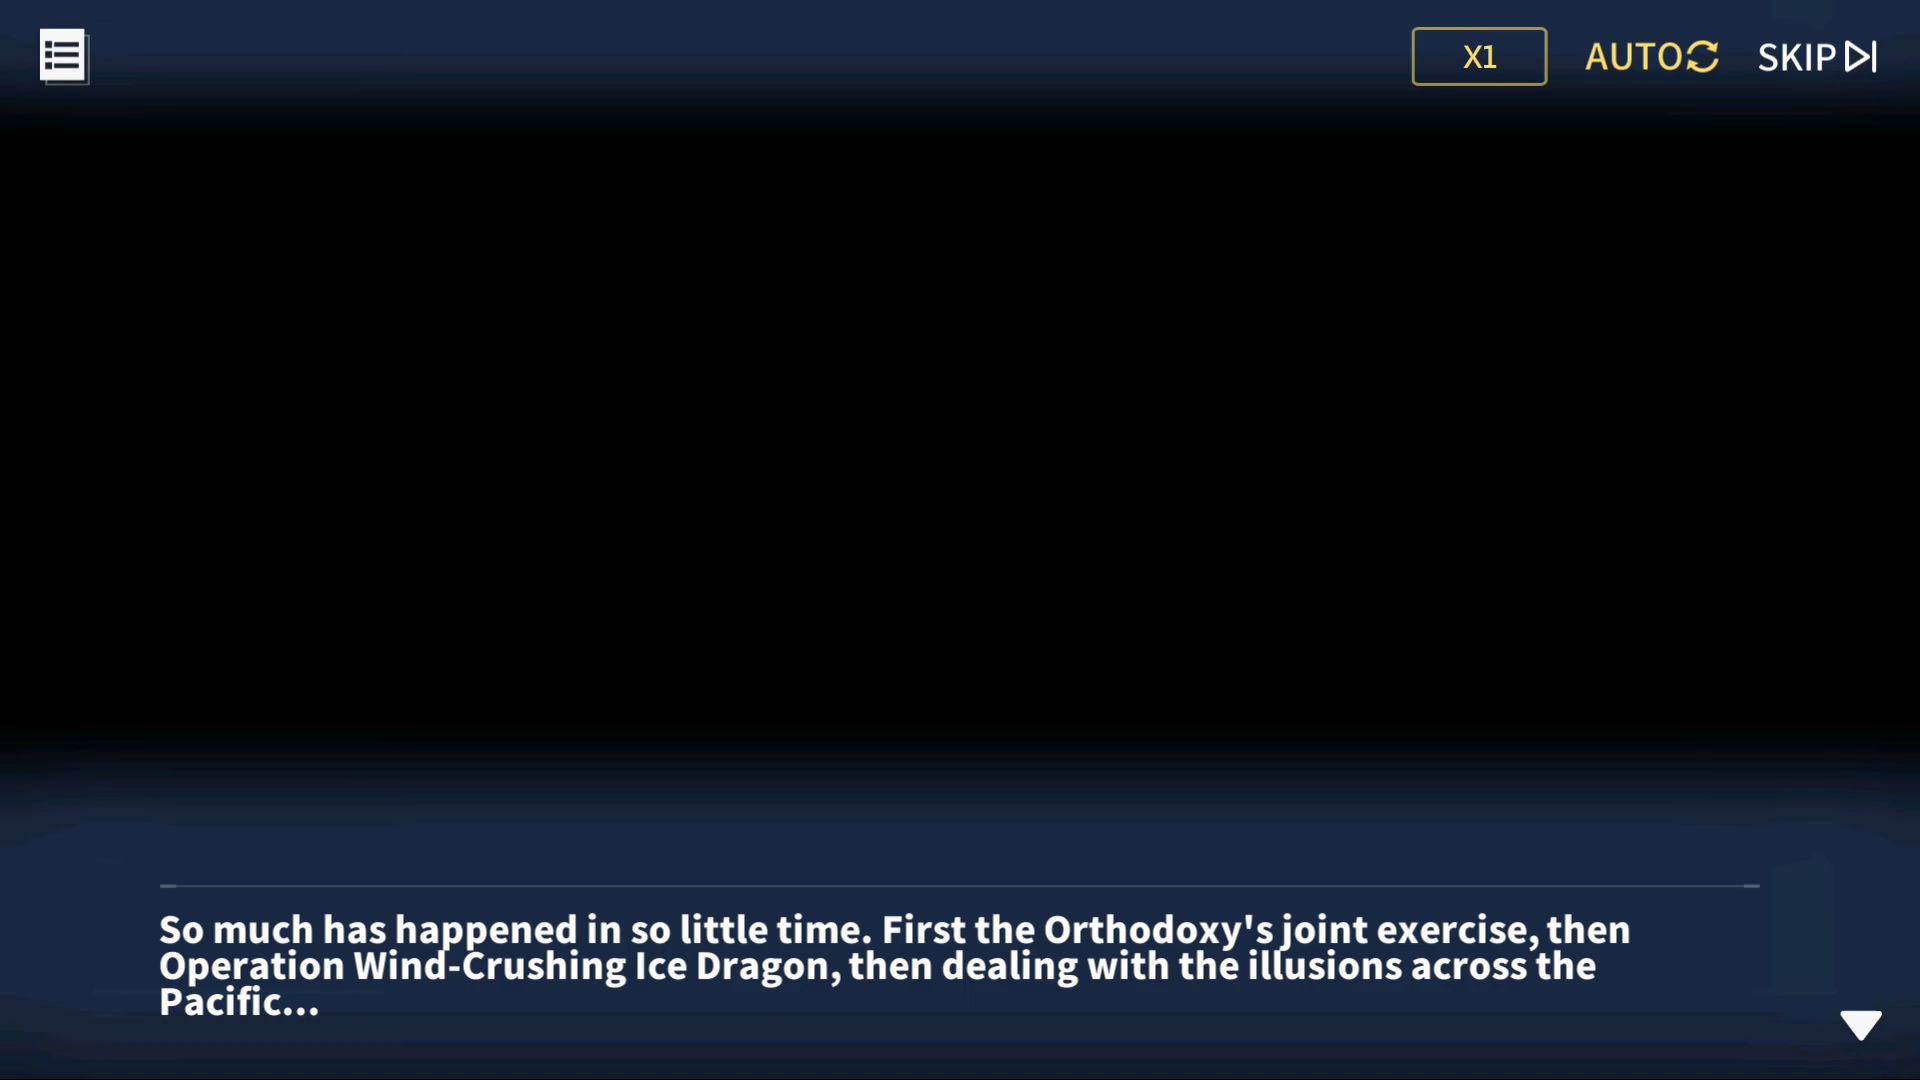 X1
AUTO
SKIP
So much has happened in so little time. First the Orthodoxy's joint exercise, then
Operation Wind-Crushing Ice Dragon, then dealing with the illusions across the
Pacific...